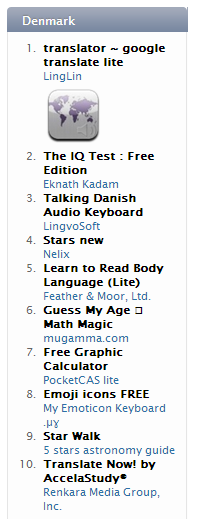 Denmark
1. translator ~ google
translate lite
LingLin
2. The IQ Test : Free
Edition
Eknath Kadam
3. Talking Danish
Audio Keyboard
LingvoSoft
4. Stars new
Nelix
5. Learn to Read Body
Language (Lite)
Feather & Moor, Ltd.
6. Guess My Age
Math Magic
mugamma.com
7. Free Graphic
Calculator
PocketCAS lite
8. Emoji icons FREE
My Emoticon Keyboard
.μγ
9. Star Walk
5 stars astronomy guide
10. Translate Now! by
AccelaStudy®
Renkara Media Group,
Inc.